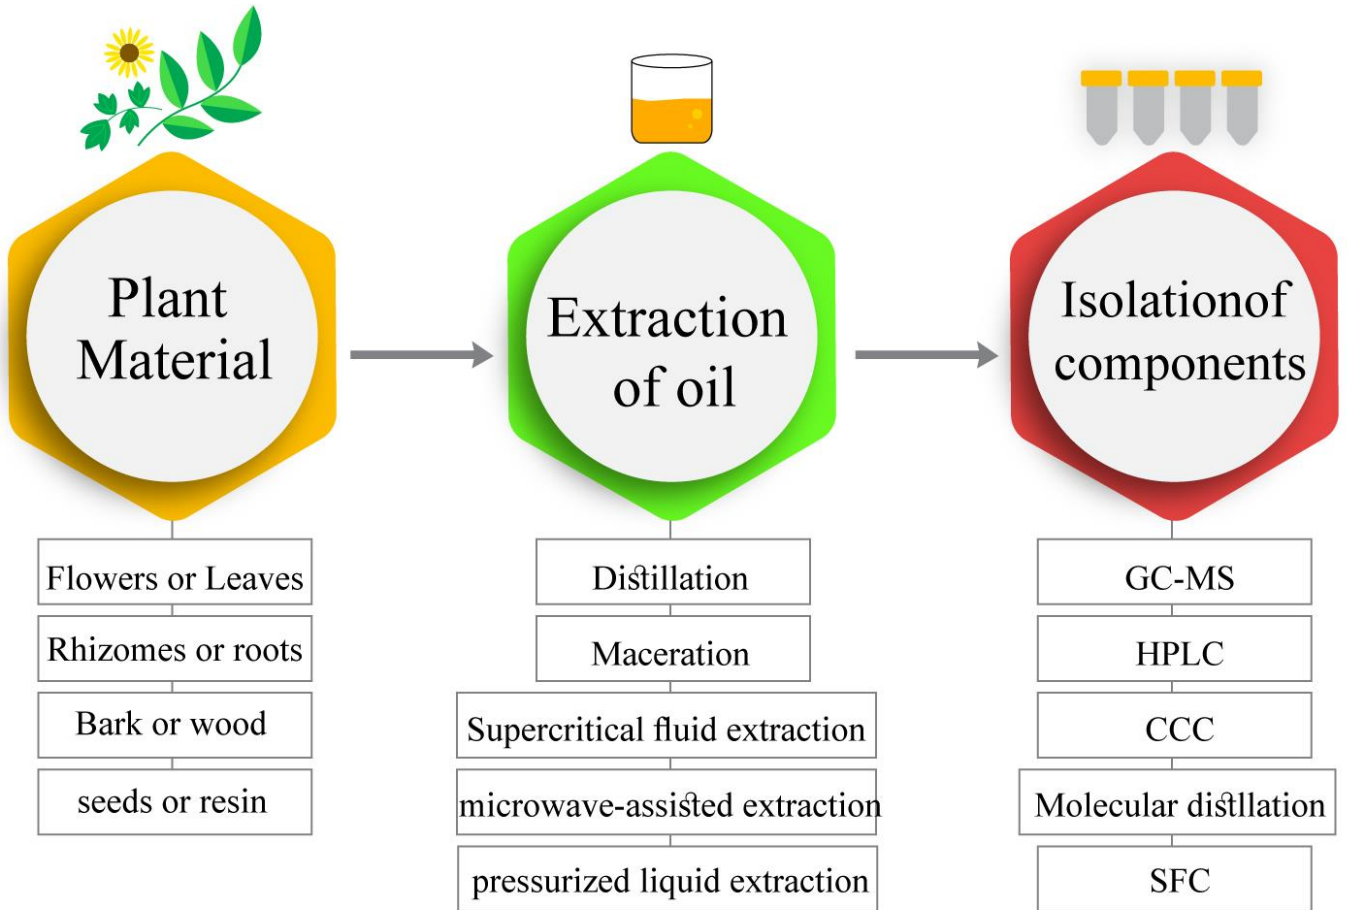 Plant
Material
Flowers or Leaves
Rhizomes or roots
Bark or wood
seeds or resin
Extraction
of oil
Distillation
Maceration
Supercritical fluid extraction
microwave-assisted extraction
pressurized liquid extraction
Isolationof
components
GC-MS
HPLC
CCC
Molecular distllation
SFC